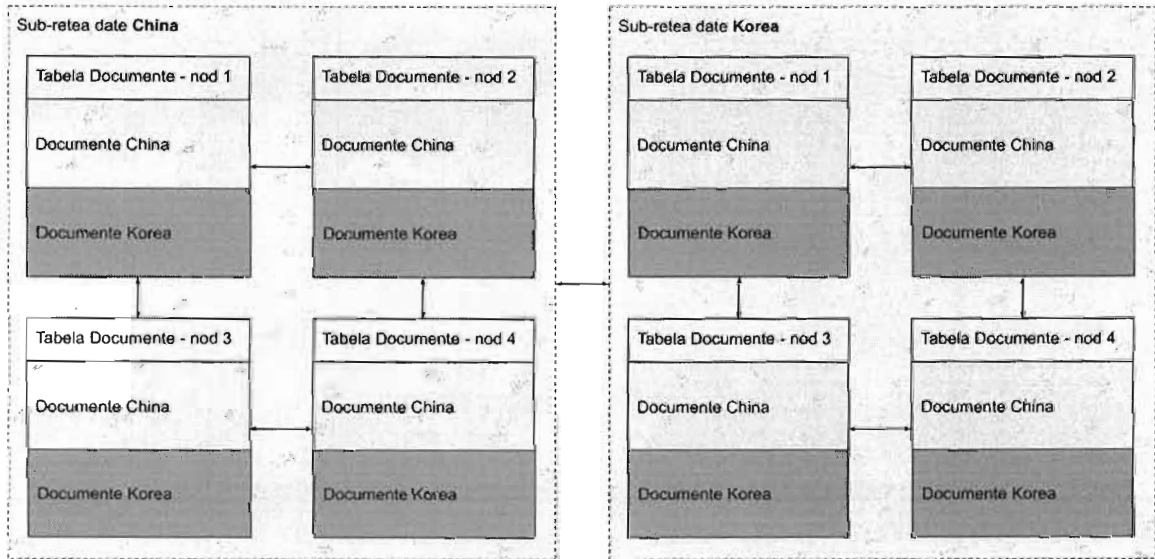 Sub-retea date China
Tabela Documente - nod 1
Documente China
Documente Korea
Tabela Documente - nod 2
Documente China
Documente Korea
Tabela Documente - nod 3
Documente China
Documente Korea
Tabela Documente - nod 4
Documente China
Documente Korea
Sub-retea date Korea
Tabela Documente - nod 1
Documente China
Documente Korea
Tabela Documente - nod 2
Documente China
Documente Korea
Tabela Documente - nod 3
Documente China
Documente Korea
Tabela Documente - nod 4
Documente China
Documente Korea